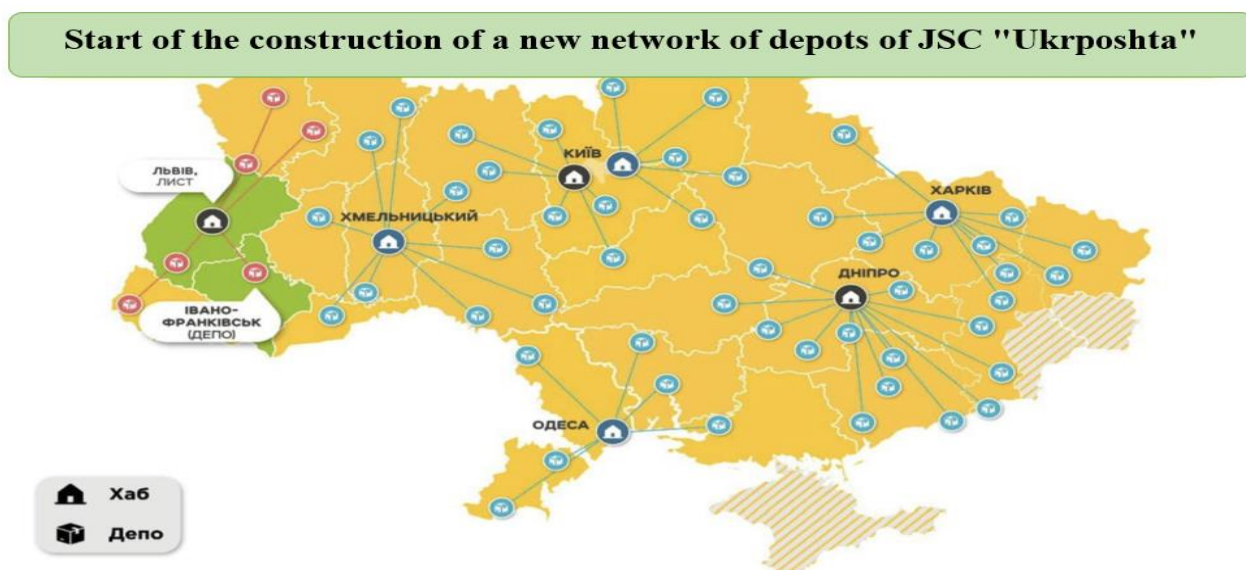 Start of the construction of a new network of depots of JSC "Ukrposhta"
КИЇВ
ЛЬВІВ,
ЛИСТ
ХАРКІВ
ХМЕЛЬНИЦЬКИЙ
ДНІПРО
ІВАНО-
ФРАНКІВСЬК
(ДЕПО)
ОДЕСА
Хаб
Депо